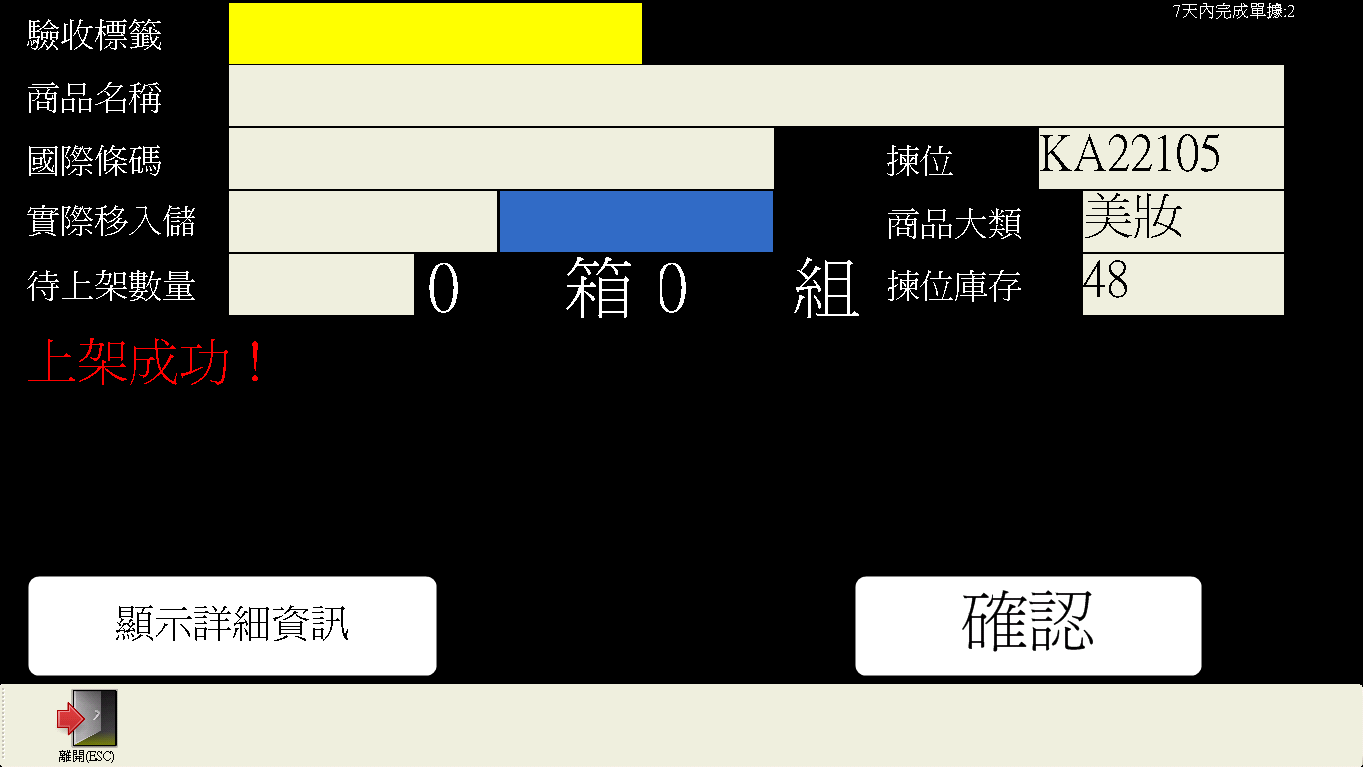 7天內完成單據:2
驗收標籤
商品名稱
國際條碼 揀位 KA22105
實際移入儲 商品大類 美妝
待上架數量 0 箱 0 組 揀位庫存 48
上架成功！
顯示詳細資訊 確認
離開(ESC)